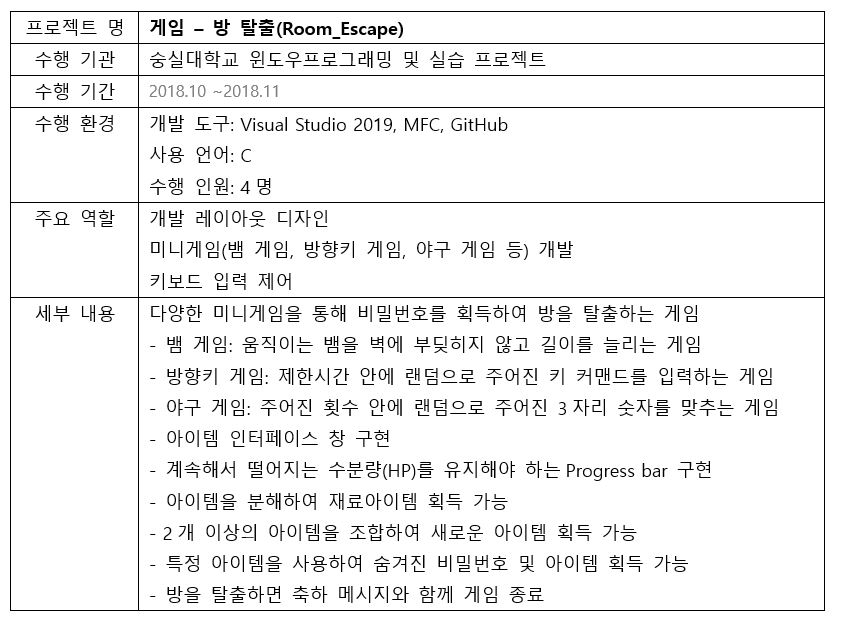 프로젝트 명 게임 – 방 탈출(Room_Escape)
수행 기관 숭실대학교 윈도우프로그래밍 및 실습 프로젝트
수행 기간 2018.10 ~2018.11
수행 환경 개발 도구: Visual Studio 2019, MFC, GitHub
사용 언어: C
수행 인원: 4 명
주요 역할 개발 레이아웃 디자인
미니게임(뱀 게임, 방향키 게임, 야구 게임 등) 개발
키보드 입력 제어
세부 내용 다양한 미니게임을 통해 비밀번호를 획득하여 방을 탈출하는 게임
- 뱀 게임: 움직이는 뱀을 벽에 부딪히지 않고 길이를 늘리는 게임
- 방향키 게임: 제한시간 안에 랜덤으로 주어진 키 커맨드를 입력하는 게임
- 야구 게임: 주어진 횟수 안에 랜덤으로 주어진 3 자리 숫자를 맞추는 게임
- 아이템 인터페이스 창 구현
- 계속해서 떨어지는 수분량(HP)를 유지해야 하는 Progress bar 구현
- 아이템을 분해하여 재료아이템 획득 가능
- 2 개 이상의 아이템을 조합하여 새로운 아이템 획득 가능
- 특정 아이템을 사용하여 숨겨진 비밀번호 및 아이템 획득 가능
- 방을 탈출하면 축하 메시지와 함께 게임 종료